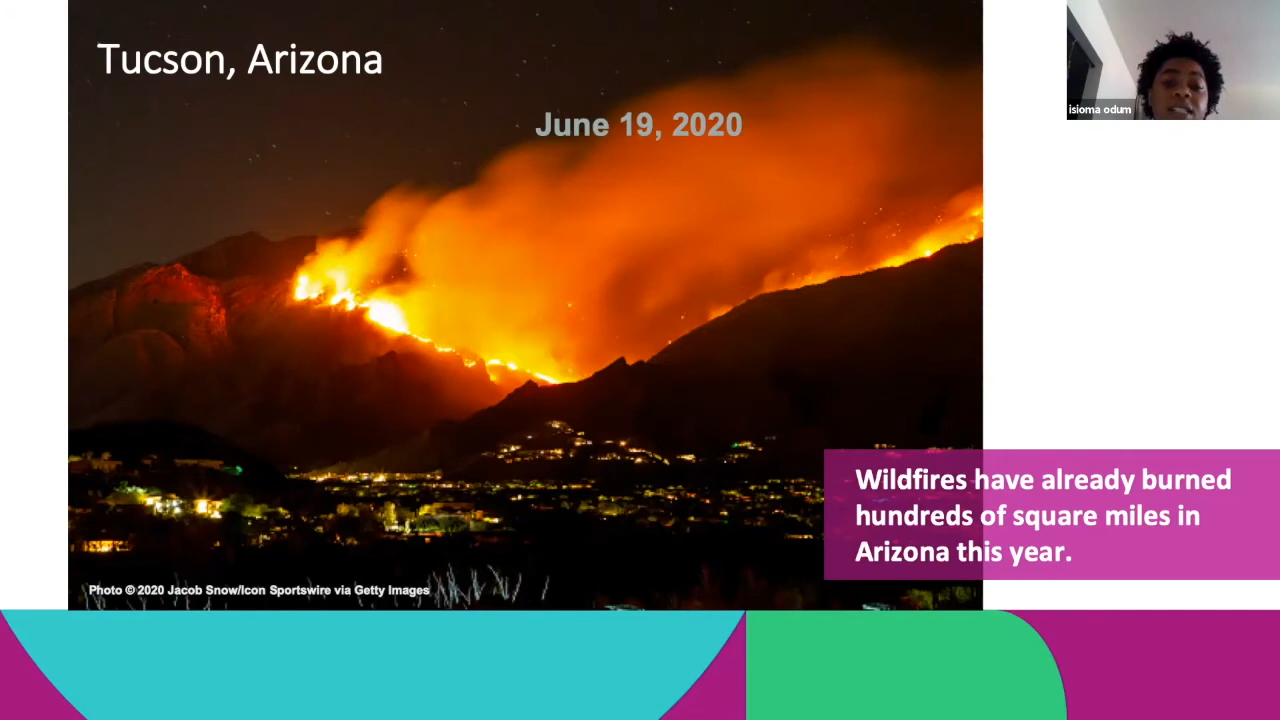 Tucson, Arizona
June 19, 2020
isioma odum
Wildfires have already burned
hundreds of square miles in
Arizona this year.
Photo © 2020 Jacob Snow/Icon Sportswire via Getty Images